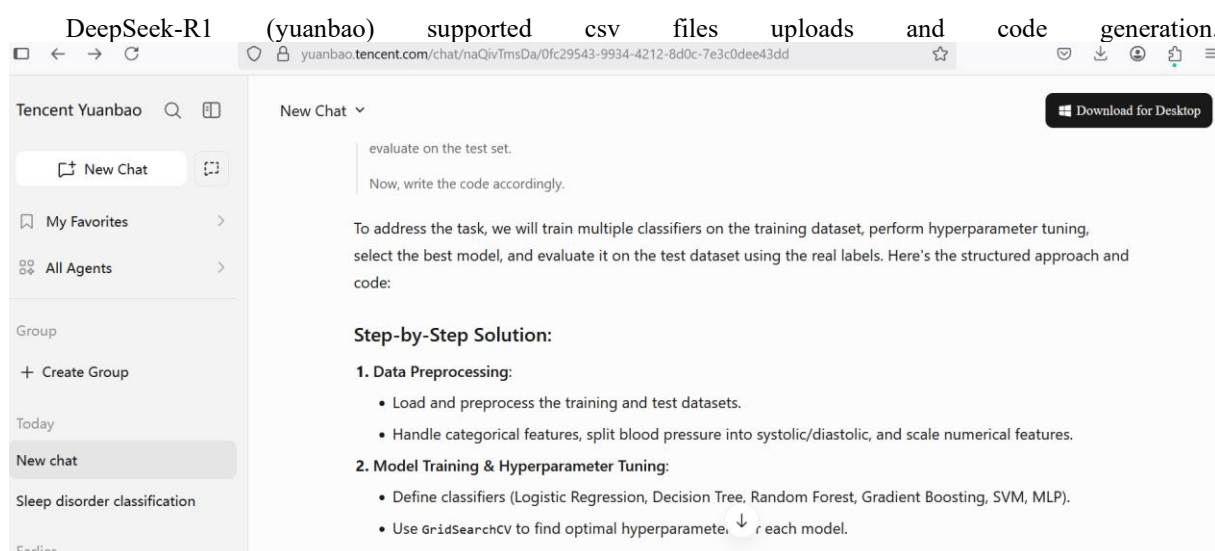 DeepSeek-R1 (yuanbao) supported csv files uploads and code generation.
yuanbao.tencent.com/chat/naQivTmsDa/0fc29543-9934-4212-8d0c-7e3c0dee43dd
Tencent Yuanbao
New Chat
Download for Desktop
New Chat
My Favorites
All Agents
Group
+ Create Group
Today
New chat
Sleep disorder classification
evaluate on the test set.
Now, write the code accordingly.
To address the task, we will train multiple classifiers on the training dataset, perform hyperparameter tuning,
select the best model, and evaluate it on the test dataset using the real labels. Here's the structured approach and
code:
Step-by-Step Solution:
1. Data Preprocessing:
• Load and preprocess the training and test datasets.
• Handle categorical features, split blood pressure into systolic/diastolic, and scale numerical features.
2. Model Training & Hyperparameter Tuning:
• Define classifiers (Logistic Regression, Decision Tree, Random Forest, Gradient Boosting, SVM, MLP).
• Use GridSearchCV to find optimal each model.